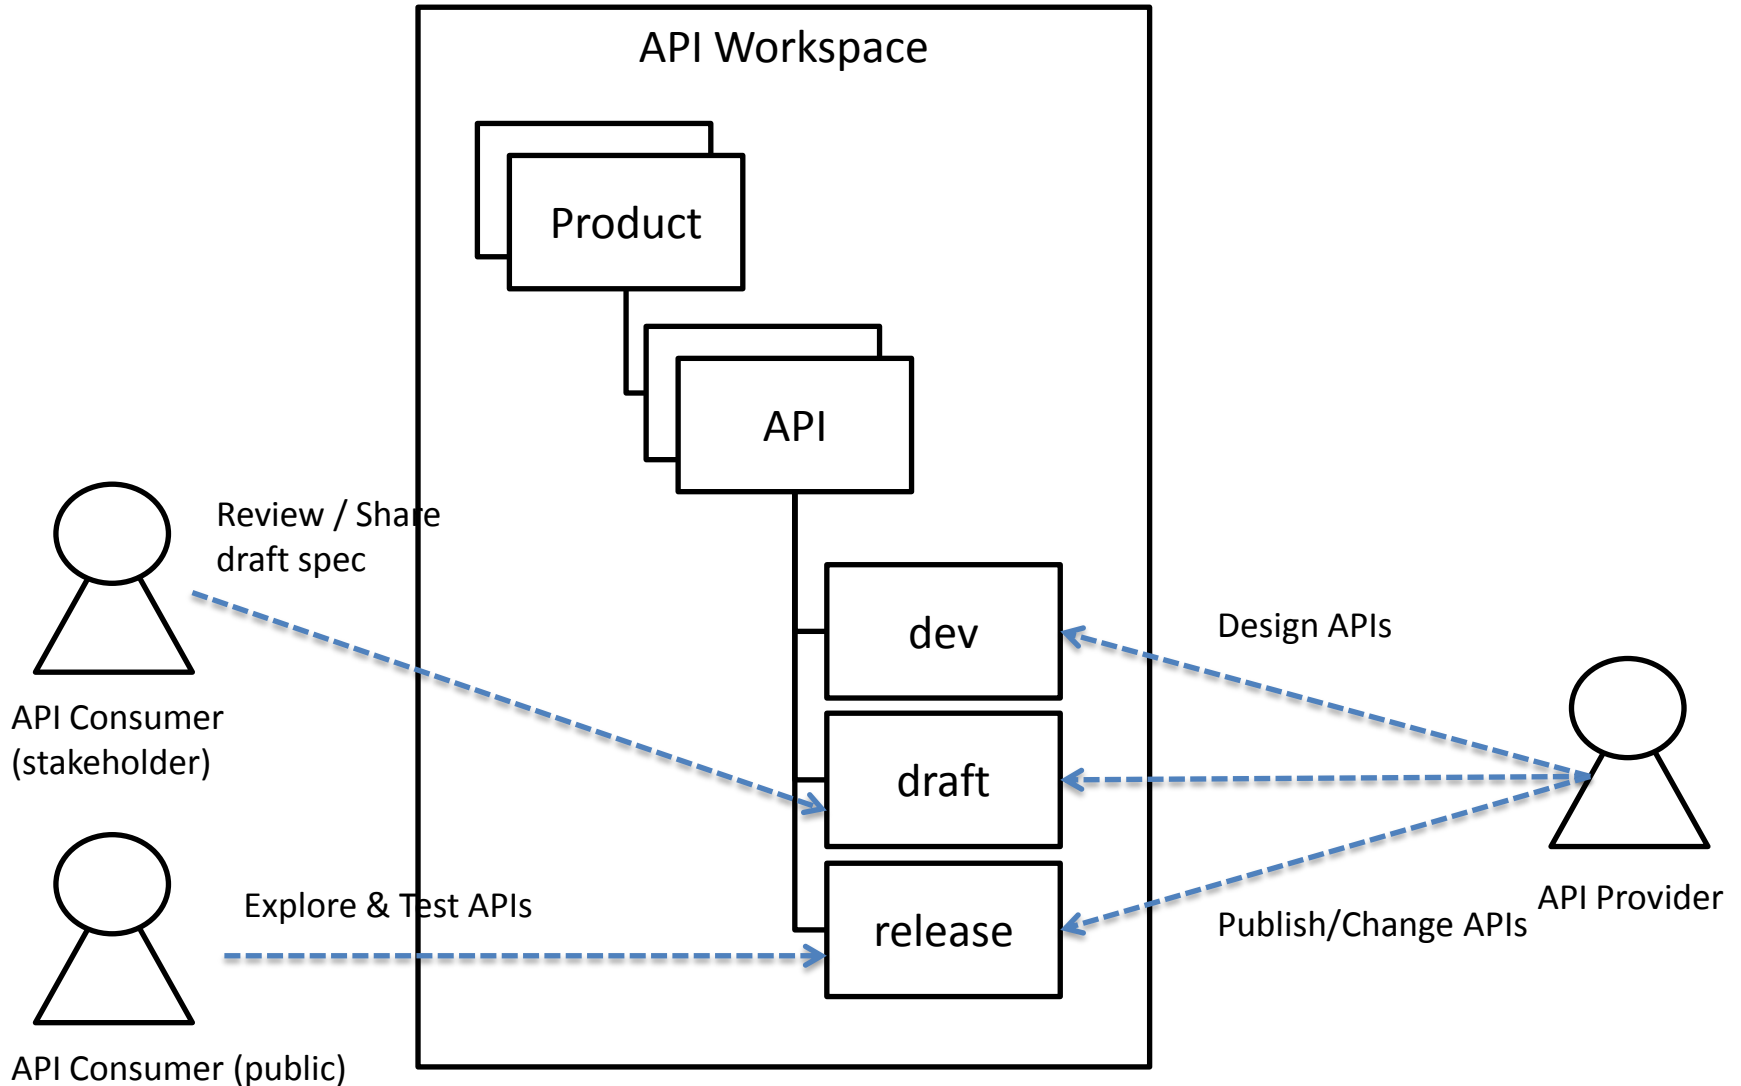 API Workspace
Product
API
Review / Share
draft spec
dev
Design APIs
API Consumer
(stakeholder)
draft
Explore & Test APIs
release
API Provider
Publish/Change APIs
API Consumer (public)